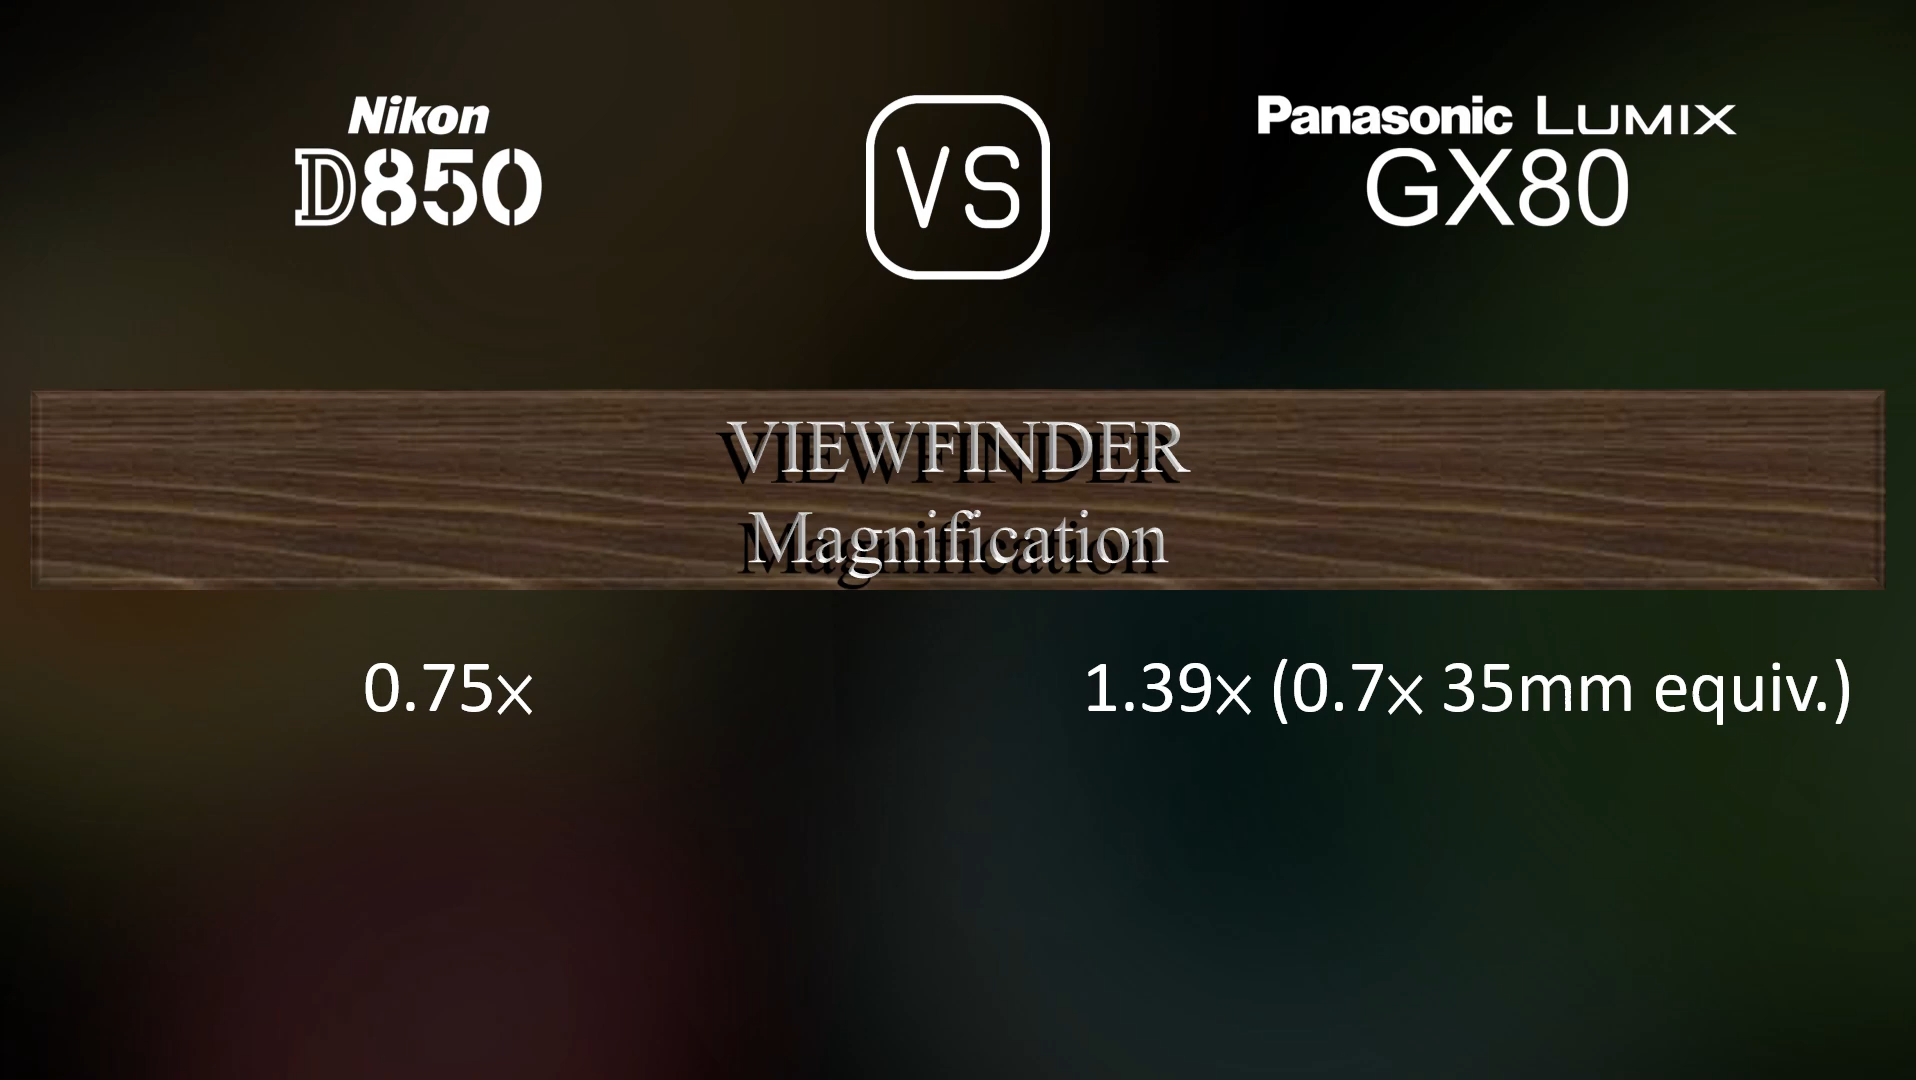 Nikon
D850
VS
Panasonic LUMIX
GX80
VIEWFINDER
Magnification
0.75x
1.39x (0.7x 35mm equiv.)